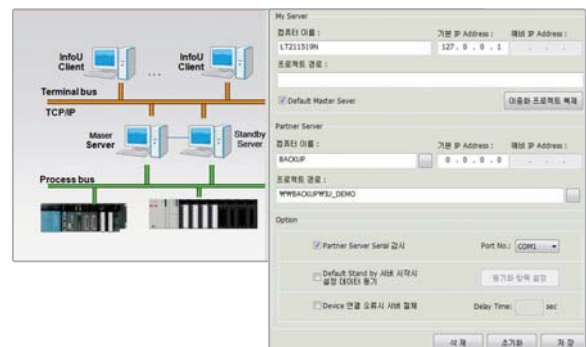 InfoU
Client
...
InfoU
Client
Terminal bus
TCP/IP
Maser
Server
Standby
Server
Process bus
My Server
컴퓨터 이름 :
기본 IP Address :
예비 IP Address :
LT211519N
127 . 0 . 0 . 1
프로젝트 경로 :
Default Master Sever
이중화 프로젝트 복제
Partner Server
컴퓨터 이름 :
기본 IP Address :
예비 IP Address :
BACKUP
0 . 0 . 0 . 0
프로젝트 경로 :
₩₩BACKUP₩IU_DEMO
Option
Partner Server Serial 감시
Port No.: COM1
Default Stand by 서버 시작시
설정 데이터 동기
동기화 항목 설정
Device 연결 오류시 서버 절체
Delay Time: sec
삭 제
초기화
저 장